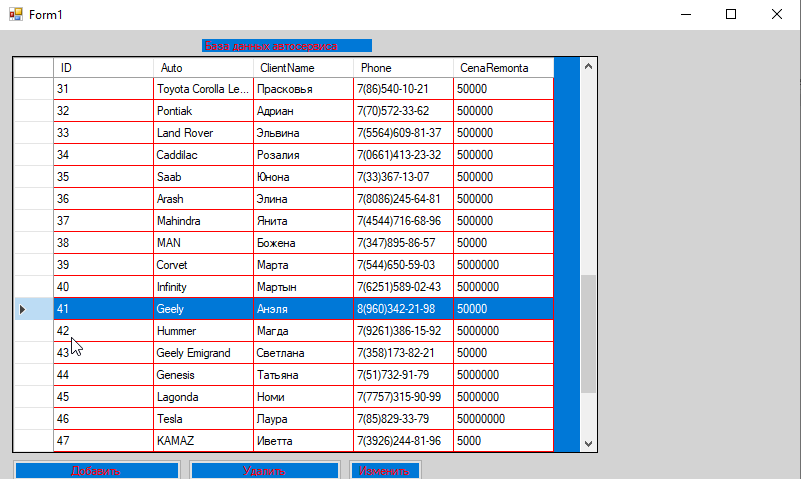 Form1
База данных автосервиса
ID Auto ClientName Phone CenaRemonta
31 Toyota Corolla Le... Прасковья 7(86)540-10-21 50000
32 Pontiak Адриан 7(70)572-33-62 500000
33 Land Rover Эльвина 7(5564)609-81-37 500000
34 Caddilac Розалия 7(0661)413-23-32 500000
35 Saab Юнона 7(33)367-13-07 500000
36 Arash Элина 7(8086)245-64-81 500000
37 Mahindra Янита 7(4544)716-68-96 500000
38 MAN Божена 7(347)895-86-57 50000
39 Corvet Марта 7(544)650-59-03 5000000
40 Infinity Мартын 7(6251)589-02-43 5000000
41 Geely Анэля 8(960)342-21-98 50000
42 Hummer Магда 7(9261)386-15-92 5000000
43 Geely Emigrand Светлана 7(358)173-82-21 50000
44 Genesis Татьяна 7(51)732-91-79 5000000
45 Lagonda Номи 7(7757)315-90-99 5000000
46 Tesla Лаура 7(85)829-33-79 50000000
47 KAMAZ Иветта 7(3926)244-81-96 5000
Добавить Удалить Изменить